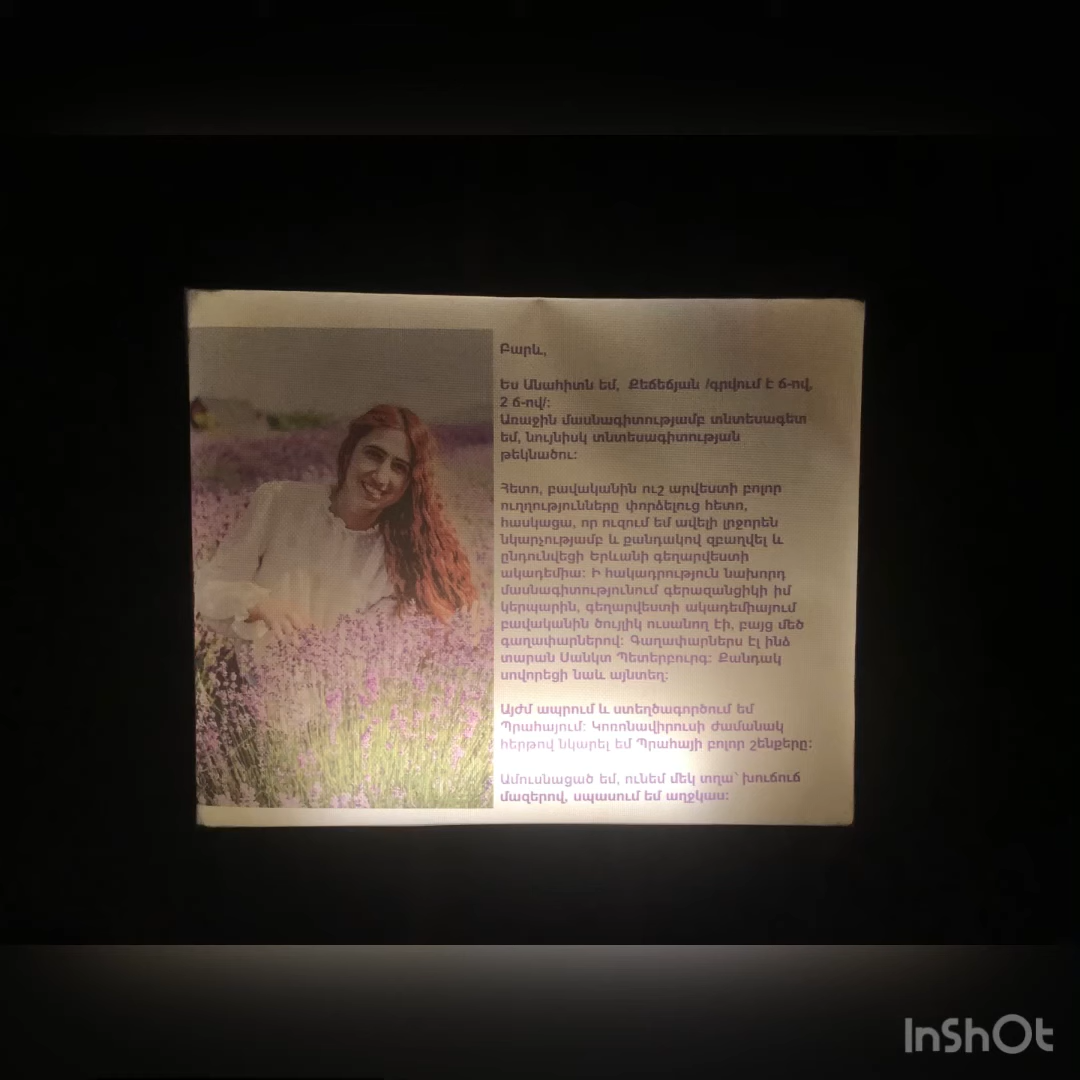 Բարև,
Ես Անահիտն եմ, Քեճեճյան /գրվում է ճ-ով,
2 ճ-ով/:
Առաջին մասնագիտությամբ տնտեսագետ
եմ, նույնիսկ տնտեսագիտության
թեկնածու:
Հետո, բավականին ուշ արվեստի բոլոր
ուղղությունները փորձելուց հետո,
հասկացա, որ ուզում եմ ավելի լրջորեն
նկարչությամբ և քանդակով զբաղվել և
ընդունվեցի Երևանի գեղարվեստի
ակադեմիա: Ի հակադրություն նախորդ
մասնագիտությունում գերազանցիկի իմ
կերպարին, գեղարվեստի ակադեմիայում
բավականին ծույլիկ ուսանող էի, բայց մեծ
գաղափարներով: Գաղափարներս էլ ինձ
տարան Սանկտ Պետերբուրգ: Քանդակ
սովորեցի նաև այնտեղ:
Այժմ ապրում և ստեղծագործում եմ
Պրահայում: Կոռոնավիրուսի ժամանակ
հերթով նկարել եմ Պրահայի բոլոր շենքերը:
Ամուսնացած եմ, ունեմ մեկ տղա՝ խուճուճ
մազերով, սպասում եմ աղջկաս:
InShOt